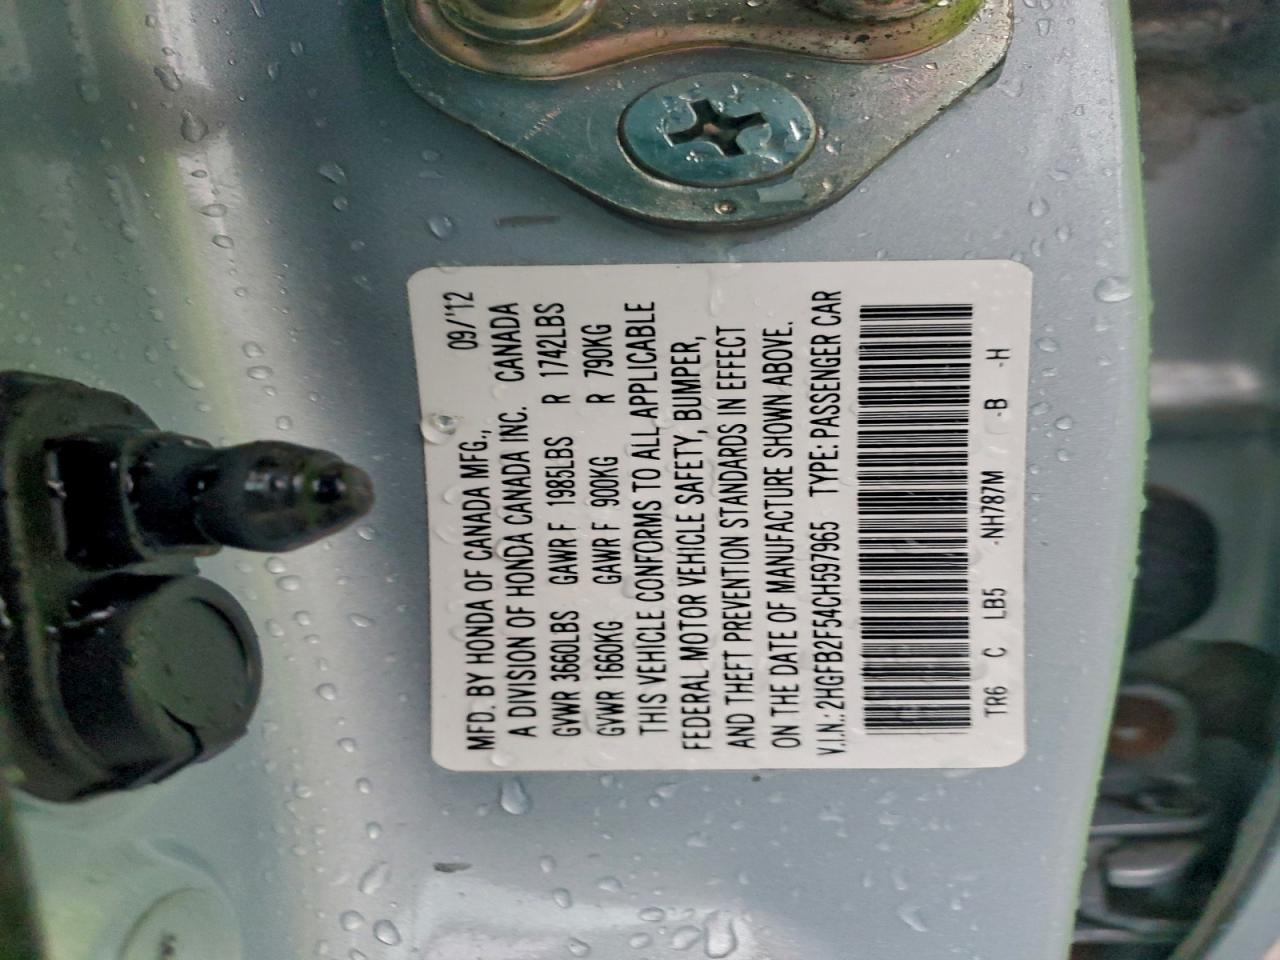 MFD. BY HONDA OF CANADA MFG., 09/'12
A DIVISION OF HONDA CANADA INC. CANADA
GVWR 3660LBS GAWR F 1985LBS R 1742LBS
GVWR 1660KG GAWR F 900KG R 790KG
THIS VEHICLE CONFORMS TO ALL APPLICABLE
FEDERAL MOTOR VEHICLE SAFETY, BUMPER,
AND THEFT PREVENTION STANDARDS IN EFFECT
ON THE DATE OF MANUFACTURE SHOWN ABOVE.
V.I.N.: 2HGFB2F54CH597965 TYPE: PASSENGER CAR
TR6 C LB5 -NH787M -B -H